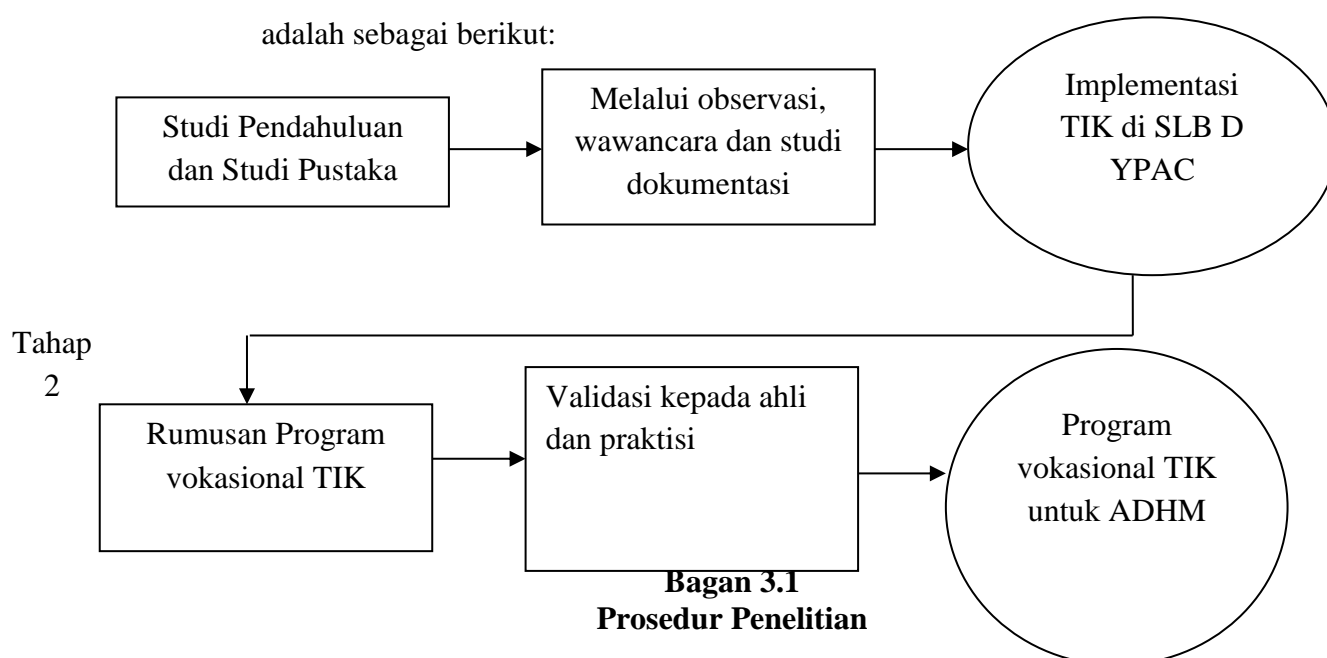 adalah sebagai berikut:
Studi Pendahuluan
dan Studi Pustaka
Melalui observasi,
wawancara dan studi
dokumentasi
Implementasi
TIK di SLB D
YPAC
Tahap
2
Rumusan Program
vokasional TIK
Validasi kepada ahli
dan praktisi
Program
vokasional TIK
untuk ADHM
Bagan 3.1
Prosedur Penelitian